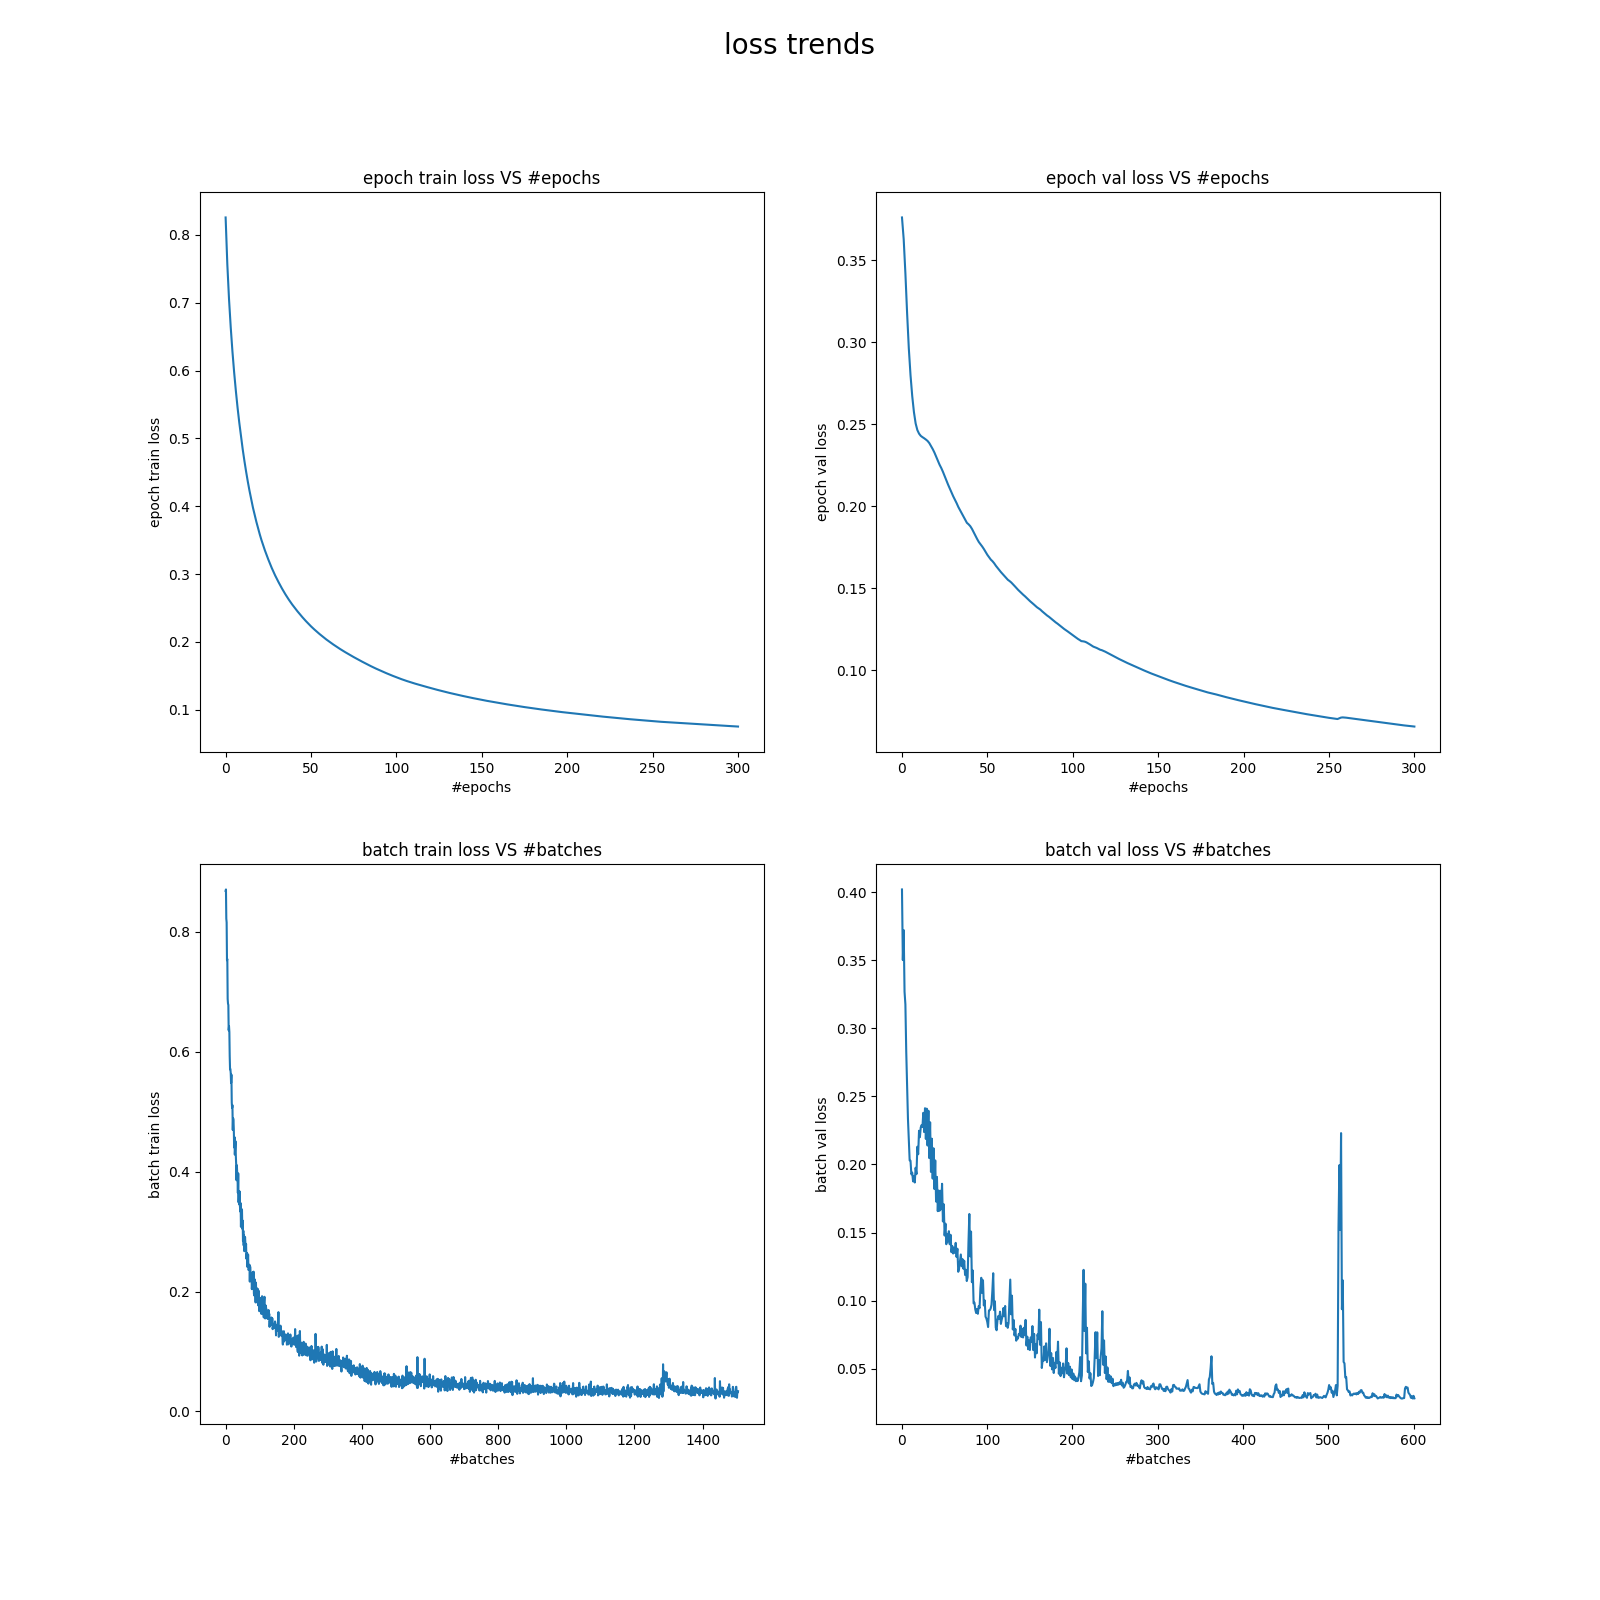 loss trends
epoch train loss VS #epochs
epoch val loss VS #epochs
0.8
0.7
0.6
0.5
0.4
0.3
0.2
0.1
epoch train loss
0 50 100 150 200 250 300
#epochs
0.35
0.30
0.25
0.20
0.15
0.10
epoch val loss
0 50 100 150 200 250 300
#epochs
batch train loss VS #batches
batch val loss VS #batches
0.8
0.6
0.4
0.2
0.0
batch train loss
0 200 400 600 800 1000 1200 1400
#batches
0.40
0.35
0.30
0.25
0.20
0.15
0.10
0.05
batch val loss
0 100 200 300 400 500 600
#batches